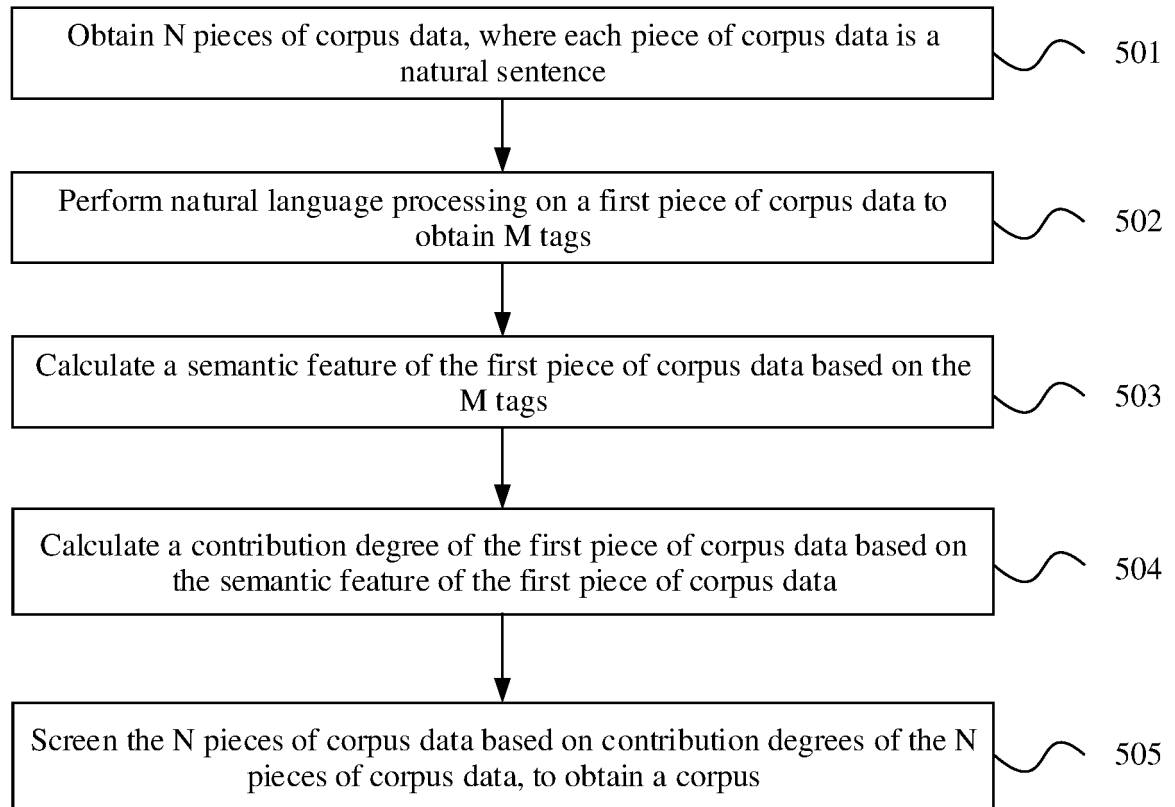 Obtain N pieces of corpus data, where each piece of corpus data is a
natural sentence
501
Perform natural language processing on a first piece of corpus data to
obtain M tags
502
Calculate a semantic feature of the first piece of corpus data based on the
M tags
503
Calculate a contribution degree of the first piece of corpus data based on
the semantic feature of the first piece of corpus data
504
Screen the N pieces of corpus data based on contribution degrees of the N
pieces of corpus data, to obtain a corpus
505